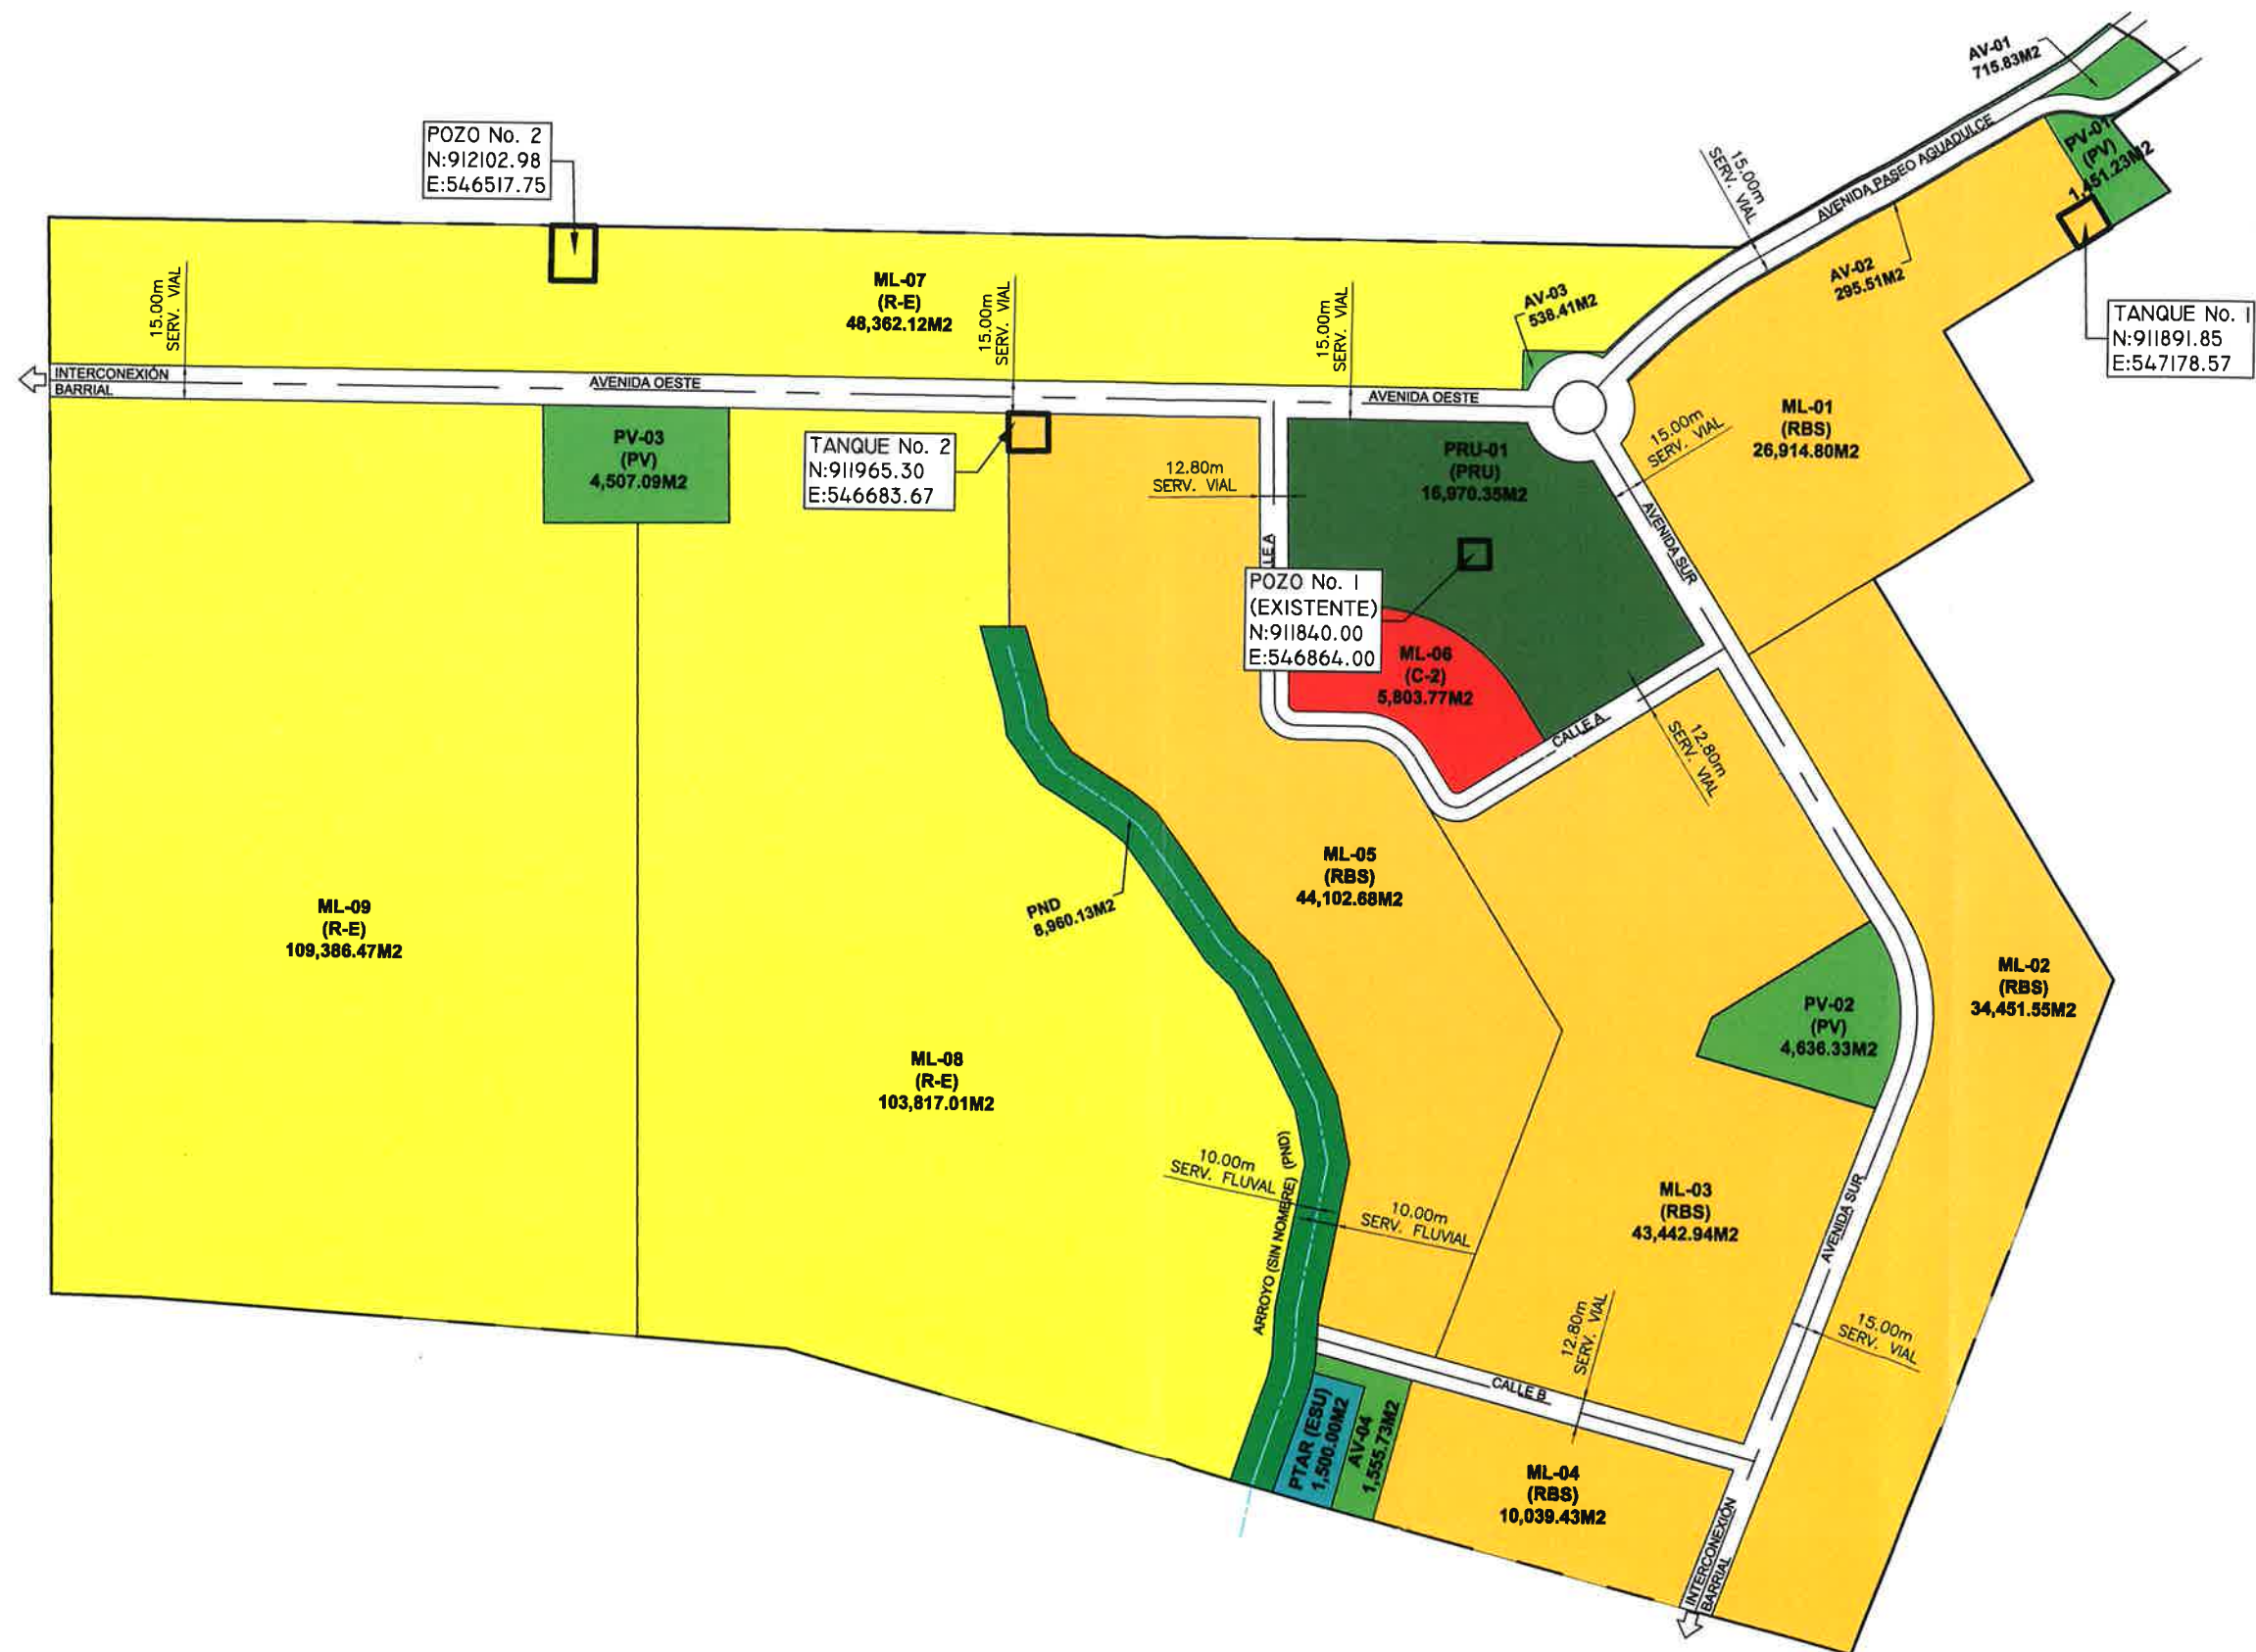 AV-01
715.83M2
POZO No. 2
N:912102.98
E:546517.75
PV-01
(PV)
1,451.23M2
15.00m
SERV. VIAL
AVENIDA PASEO AGUADULCE
AV-02
295.51M2
TANQUE No. 1
N:911891.85
E:547178.57
15.00m
SERV. VIAL
ML-07
(R-E)
48,362.12M2
15.00m
SERV. VIAL
15.00m
SERV. VIAL
AV-03
538.41M2
INTERCONEXIÓN
BARRIAL
AVENIDA OESTE
AVENIDA OESTE
ML-01
(RBS)
26,914.80M2
15.00m
SERV. VIAL
PV-03
(PV)
4,507.09M2
TANQUE No. 2
N:911965.30
E:546683.67
12.80m
SERV. VIAL
PRU-01
(PRU)
16,970.35M2
AVENIDA SUR
LE A
POZO No. 1
(EXISTENTE)
N:911840.00
E:546864.00
ML-06
(C-2)
5,803.77M2
CALLE A
12.80m
SERV. VIAL
ML-05
(RBS)
44,102.68M2
ML-09
(R-E)
109,386.47M2
PND
8,960.13M2
ML-02
(RBS)
34,451.55M2
PV-02
(PV)
4,636.33M2
ML-08
(R-E)
103,817.01M2
10.00m
SERV. FLUVAL
ARROYO (SIN NOMBRE) (PND)
10.00m
SERV. FLUVIAL
ML-03
(RBS)
43,442.94M2
AVENIDA SUR
12.80m
SERV. VIAL
15.00m
SERV. VIAL
CALLE B
PTAR (ESU)
1,500.00M2
AV-04
1,555.73M2
ML-04
(RBS)
10,039.43M2
INTERCONEXIÓN
BARRIAL